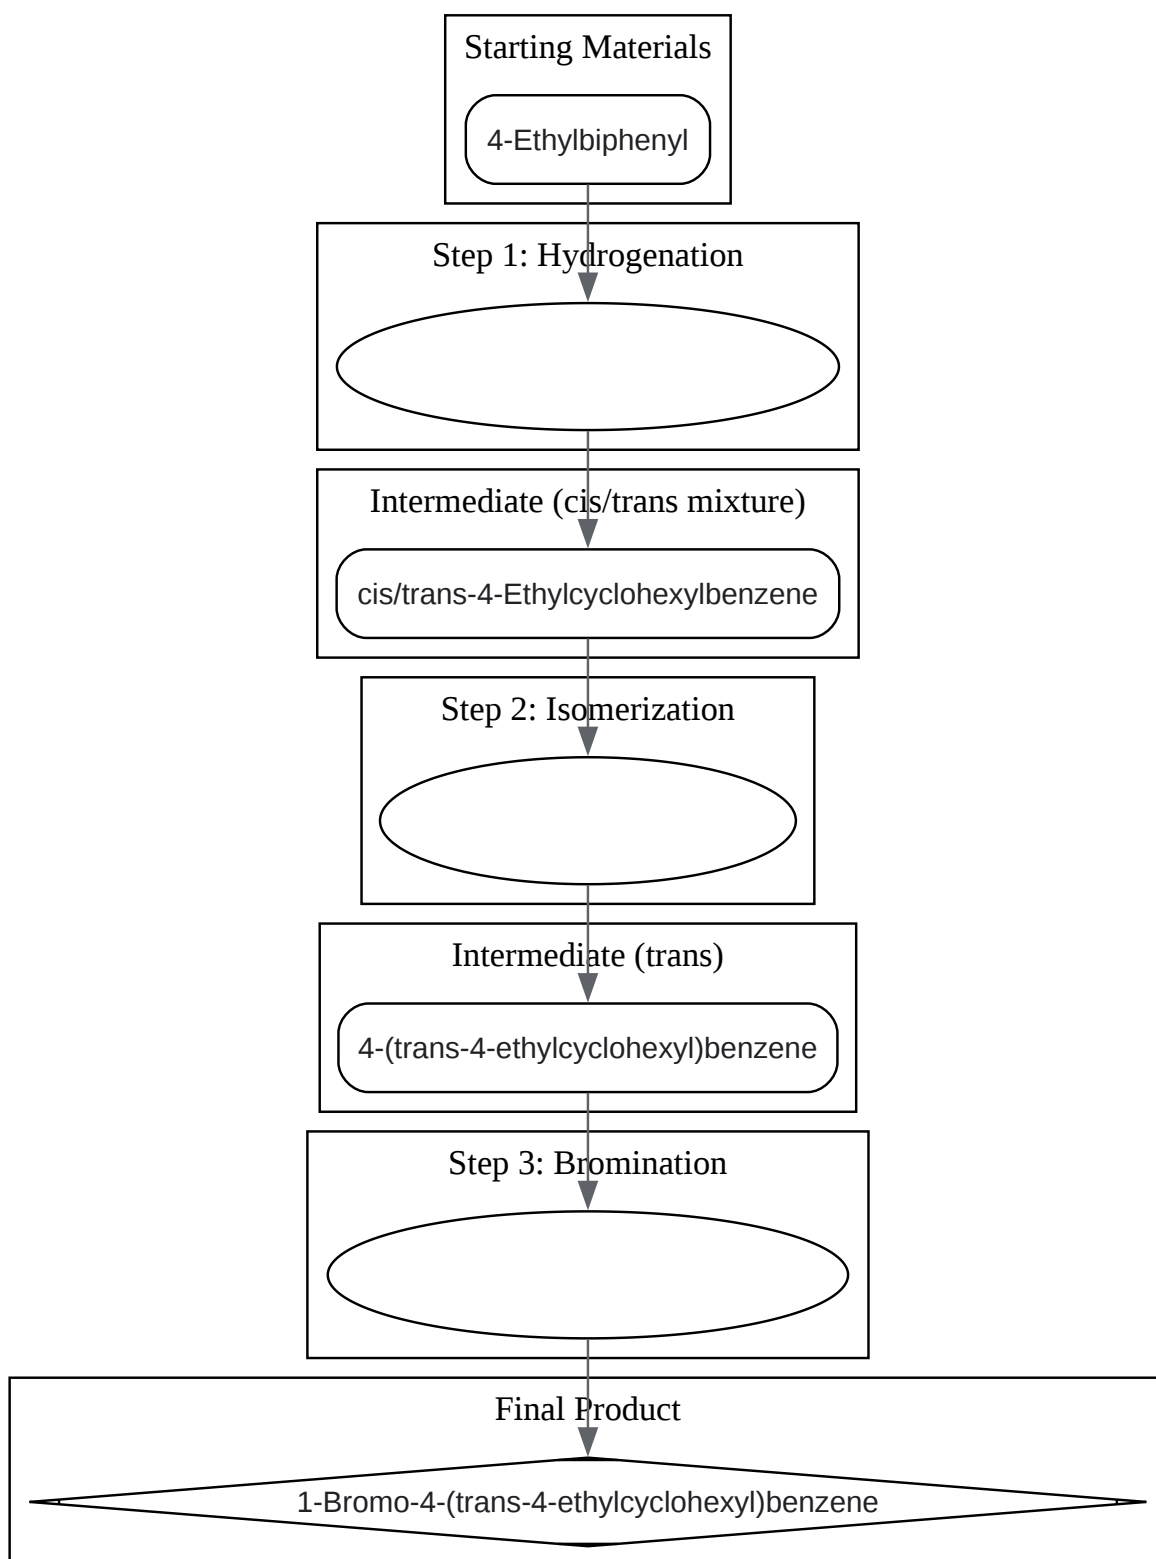 Starting Materials
4-Ethylbiphenyl
Step 1: Hydrogenation
Intermediate (cis/trans mixture)
cis/trans-4-Ethylcyclohexylbenzene
Step 2: Isomerization
Intermediate (trans)
4-(trans-4-ethylcyclohexyl)benzene
Step 3: Bromination
Final Product
1-Bromo-4-(trans-4-ethylcyclohexyl)benzene